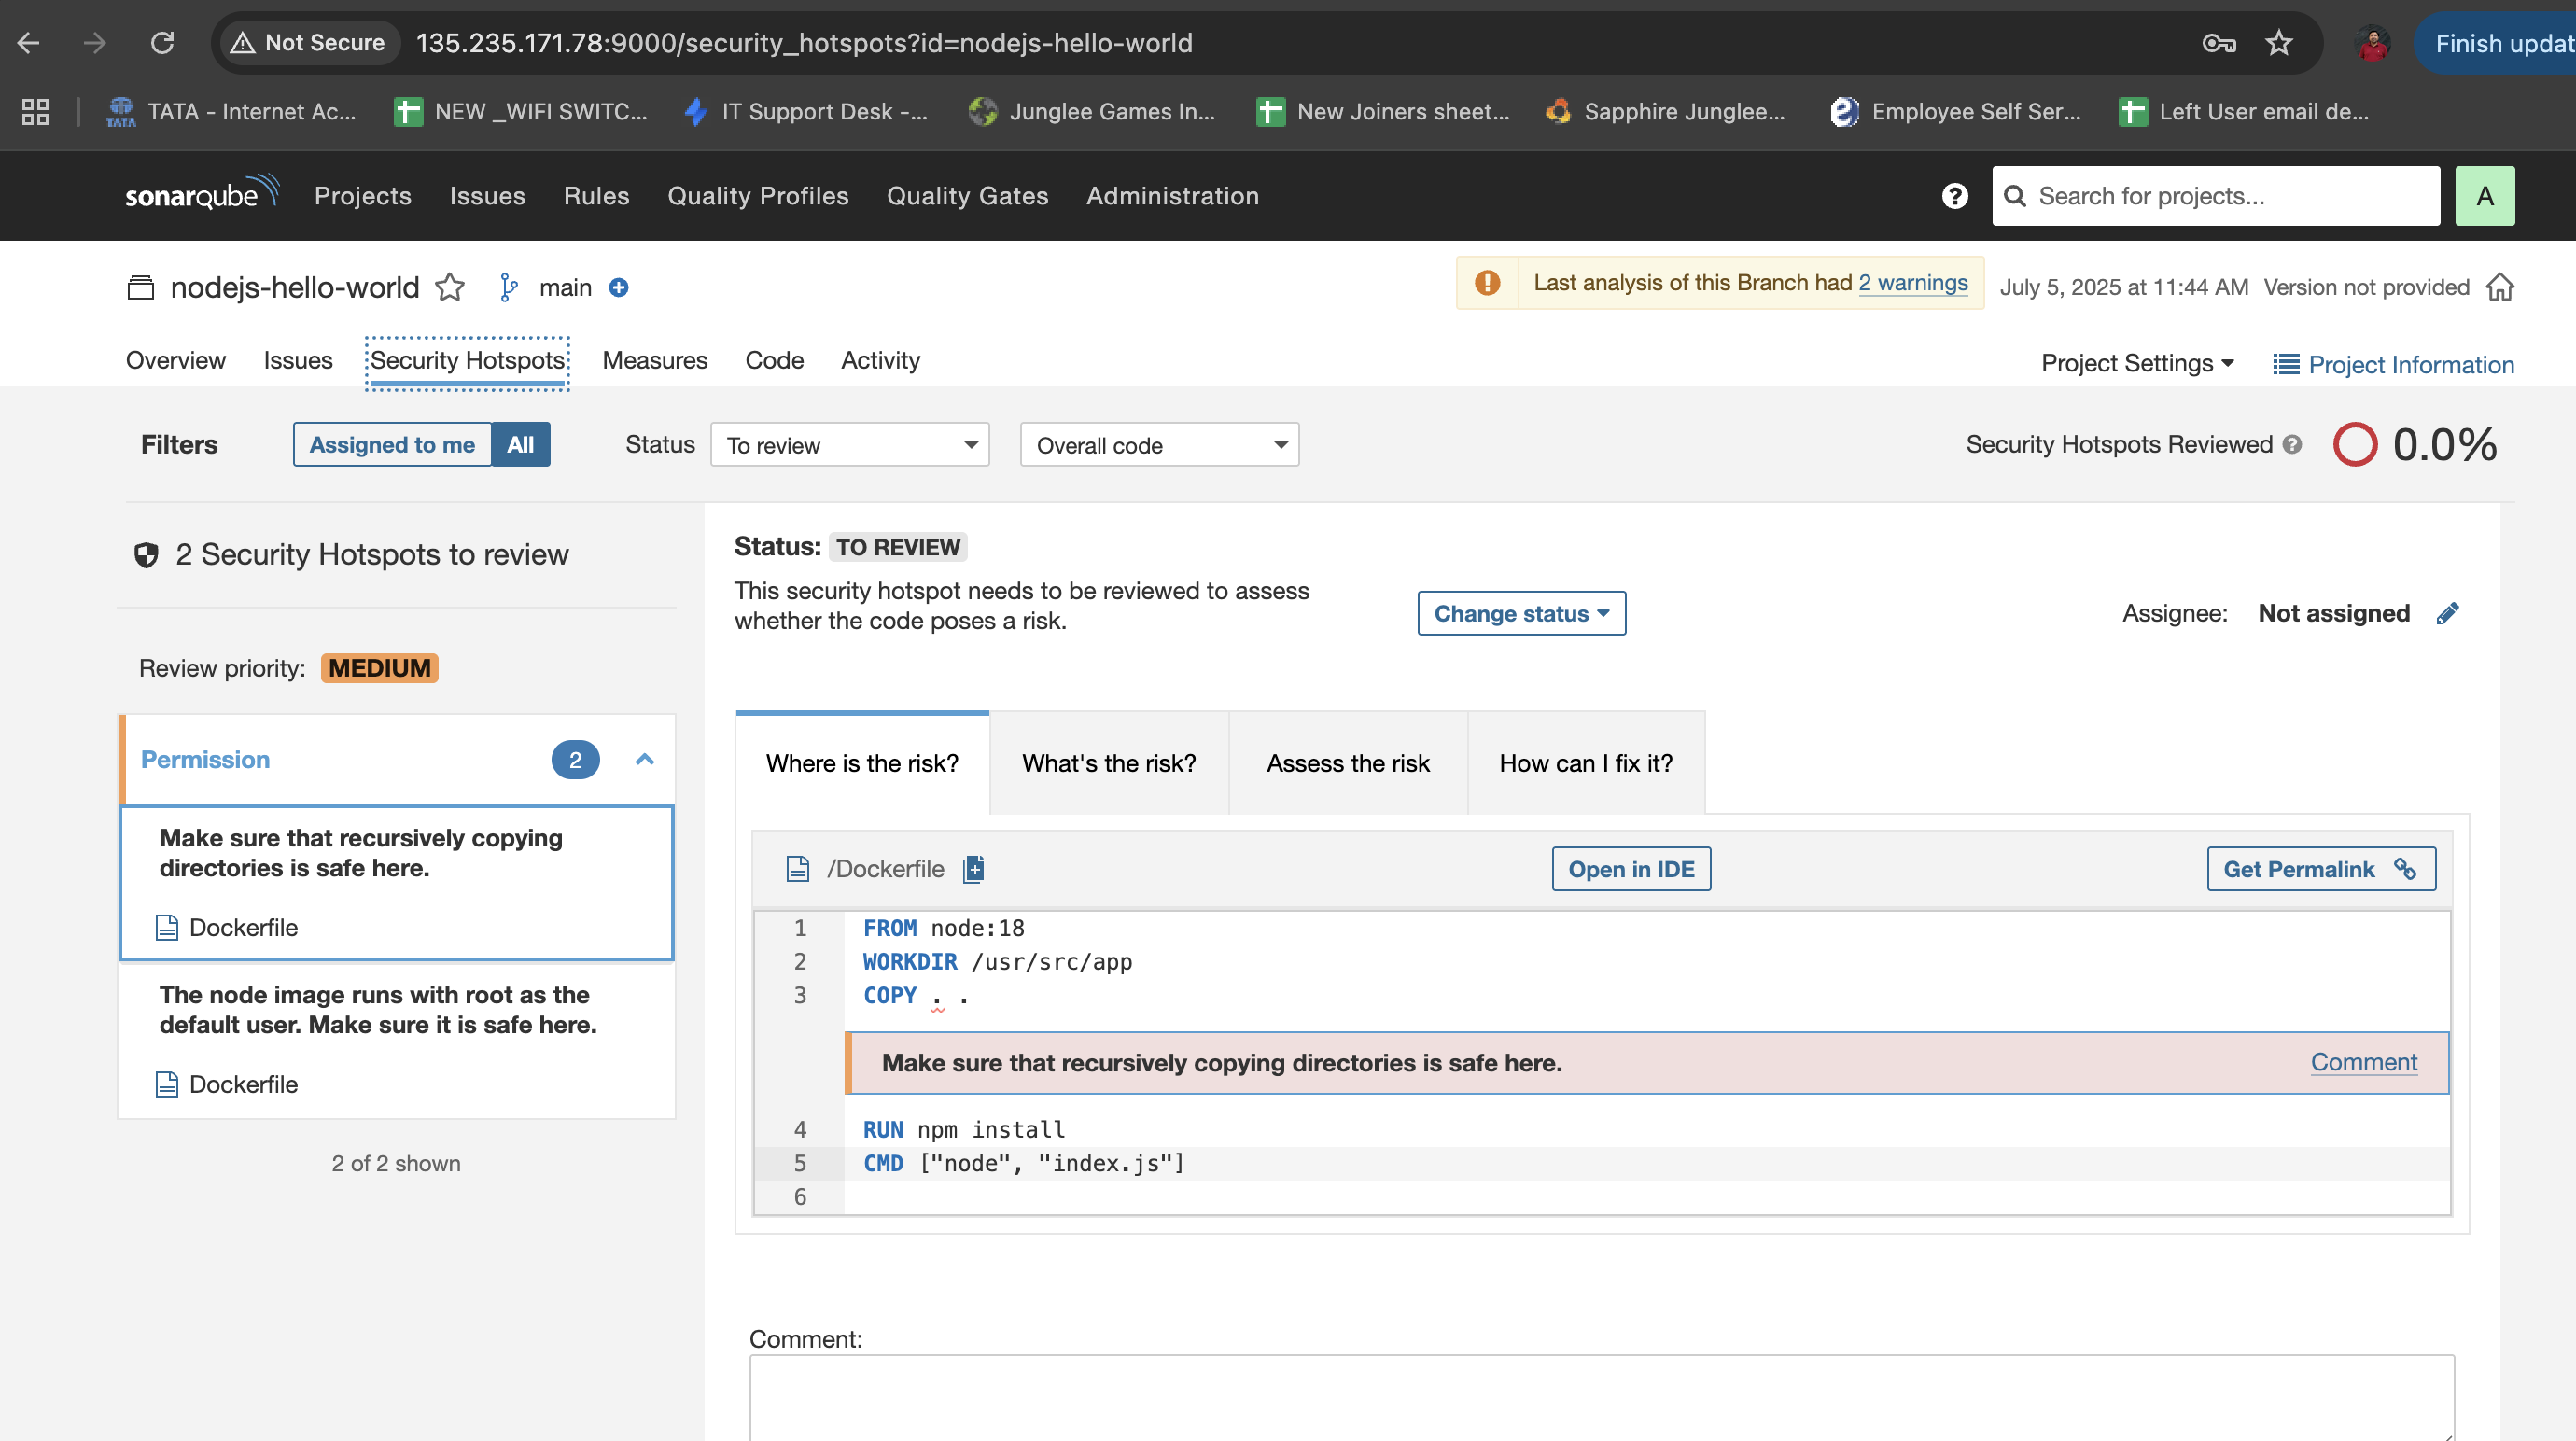 Not Secure 135.235.171.78:9000/security_hotspots?id=nodejs-hello-world Finish updat
TATA - Internet Ac... NEW _WIFI SWITC... IT Support Desk -... Junglee Games In... New Joiners sheet... Sapphire Junglee... Employee Self Ser... Left User email de...
sonarqube Projects Issues Rules Quality Profiles Quality Gates Administration Search for projects... A
nodejs-hello-world main Last analysis of this Branch had 2 warnings July 5, 2025 at 11:44 AM Version not provided
Overview Issues Security Hotspots Measures Code Activity Project Settings Project Information
Filters Assigned to me All Status To review Overall code Security Hotspots Reviewed 0.0%
2 Security Hotspots to review
Review priority: MEDIUM
Permission 2
Make sure that recursively copying
directories is safe here.
Dockerfile
The node image runs with root as the
default user. Make sure it is safe here.
Dockerfile
2 of 2 shown
Status: TO REVIEW
This security hotspot needs to be reviewed to assess
whether the code poses a risk.
Change status
Assignee: Not assigned
Where is the risk? What's the risk? Assess the risk How can I fix it?
/Dockerfile Open in IDE Get Permalink
1 FROM node:18
2 WORKDIR /usr/src/app
3 COPY . .
Make sure that recursively copying directories is safe here. Comment
4 RUN npm install
5 CMD ["node", "index.js"]
6
Comment: